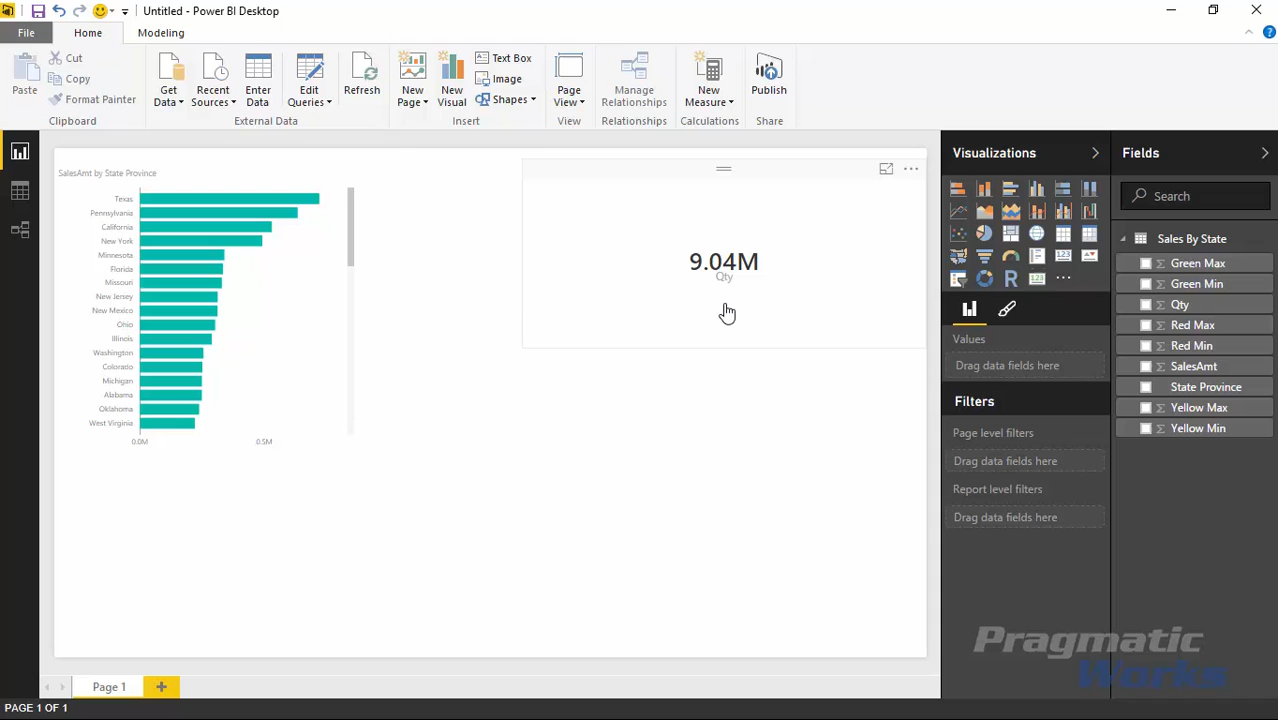 Untitled - Power BI Desktop
File Home Modeling
Paste
Cut
Copy
Format Painter
Clipboard
Get Data
Recent Sources
Enter Data
Edit Queries
Refresh
External Data
New Page
New Visual
Text Box
Image
Shapes
Insert
Page View
View
Manage Relationships
Relationships
New Measure
Calculations
Publish
Share
SalesAmt by State Province
Texas
Pennsylvania
California
New York
Minnesota
Florida
Missouri
New Jersey
New Mexico
Ohio
Illinois
Washington
Colorado
Michigan
Alabama
Oklahoma
West Virginia
0.0M 0.5M
9.04M
Qty
Visualizations
R
123
Values
Drag data fields here
Filters
Page level filters
Drag data fields here
Report level filters
Drag data fields here
Fields
Search
Sales By State
Green Max
Green Min
Qty
Red Max
Red Min
SalesAmt
State Province
Yellow Max
Yellow Min
Pragmatic
Works
Page 1
PAGE 1 OF 1